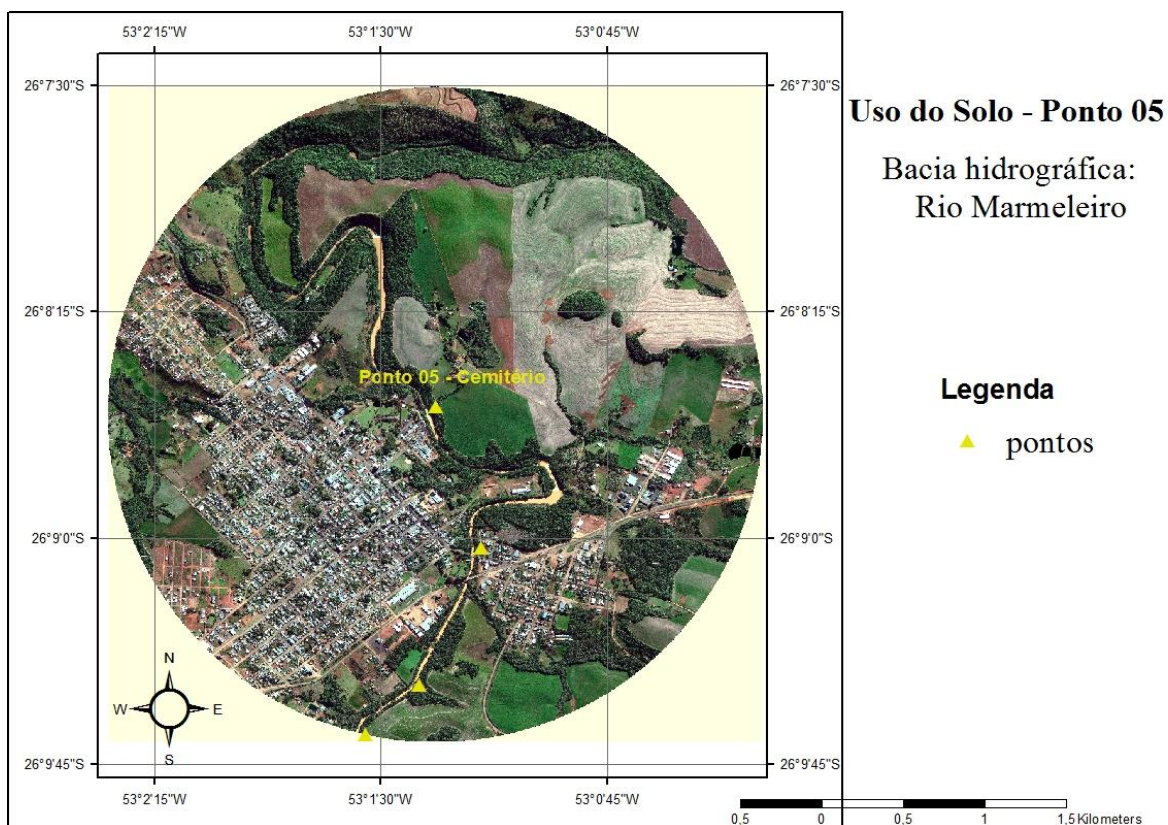 53°2'15"W 53°1'30"W 53°0'45"W
26°7'30"S 26°7'30"S
Uso do Solo - Ponto 05
Bacia hidrográfica:
Rio Marmeleiro
26°8'15"S 26°8'15"S
Ponto 05 - Cemitério
Legenda
pontos
26°9'0"S 26°9'0"S
N
W E
S
26°9'45"S 26°9'45"S
53°2'15"W 53°1'30"W 53°0'45"W
0,5 0 0,5 1 1,5 Kilometers